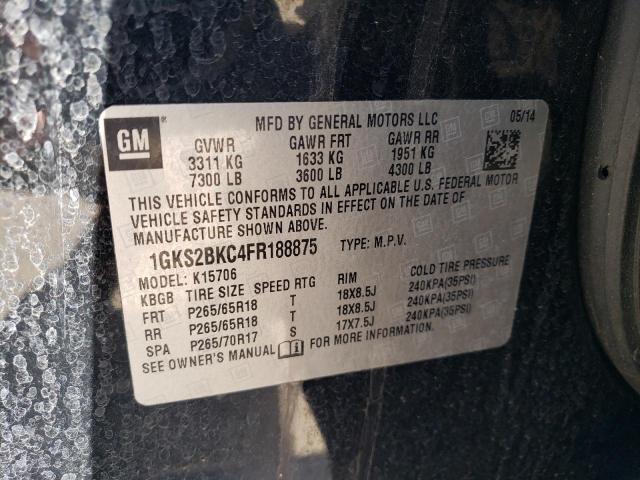 GM ®
MFD BY GENERAL MOTORS LLC 05/14
GVWR GAWR FRT GAWR RR
3311 KG 1633 KG 1951 KG
7300 LB 3600 LB 4300 LB
THIS VEHICLE CONFORMS TO ALL APPLICABLE U.S. FEDERAL MOTOR
VEHICLE SAFETY STANDARDS IN EFFECT ON THE DATE OF
MANUFACTURE SHOWN ABOVE.
1GKS2BKC4FR188875 TYPE: M.P.V.
MODEL: K15706
KBGB TIRE SIZE SPEED RTG RIM COLD TIRE PRESSURE
FRT P265/65R18 T 18X8.5J 240KPA(35PSI)
RR P265/65R18 T 18X8.5J 240KPA(35PSI)
SPA P265/70R17 S 17X7.5J 240KPA(35PSI)
SEE OWNER'S MANUAL FOR MORE INFORMATION.